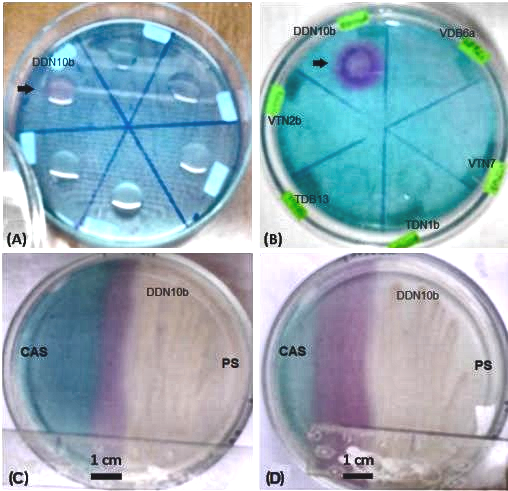 DDN10b
(A)
DDN10b
VDB6a
VTN2b
VTN7
TDB13
TDN1b
(B)
DDN10b
CAS
PS
1 cm
(C)
DDN10b
CAS
PS
1 cm
(D)